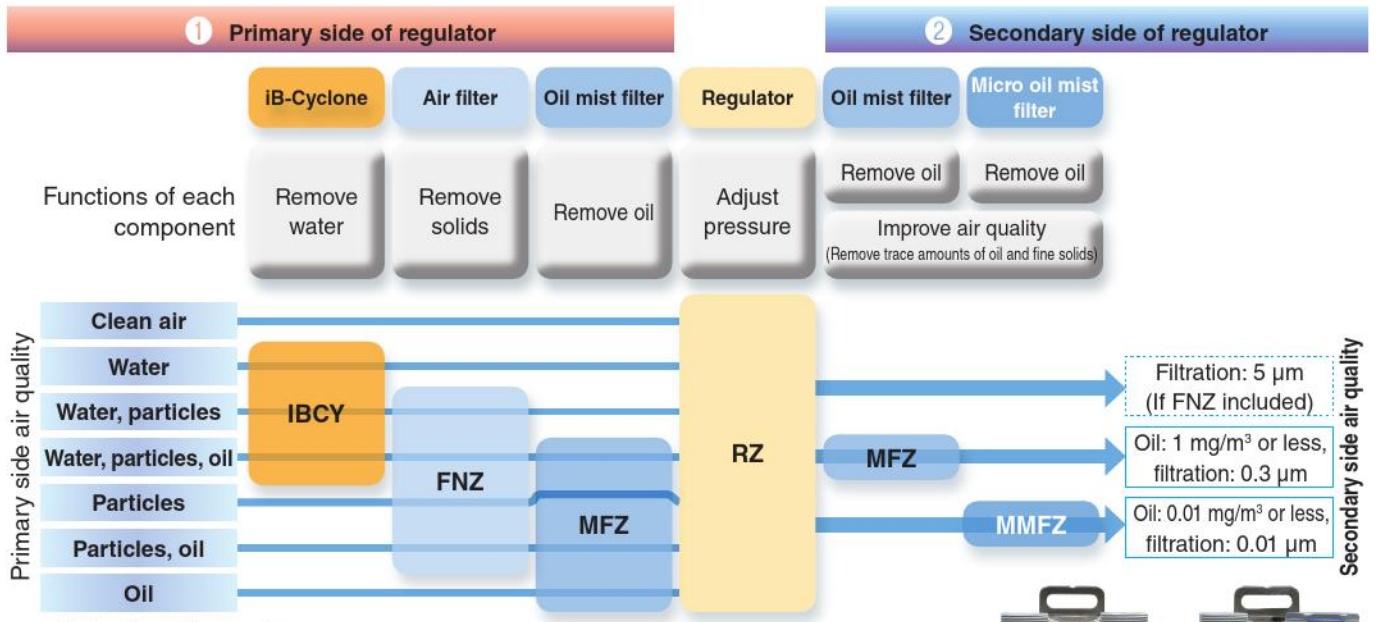 1 Primary side of regulator
2 Secondary side of regulator
iB-Cyclone
Air filter
Oil mist filter
Regulator
Oil mist filter
Micro oil mist
filter
Functions of each
component
Remove
water
Remove
solids
Remove oil
Adjust
pressure
Remove oil
Remove oil
Improve air quality
(Remove trace amounts of oil and fine solids)
Primary side air quality
Clean air
Water
Water, particles
Water, particles, oil
Particles
Particles, oil
Oil
IBCY
FNZ
MFZ
RZ
MFZ
MMFZ
Filtration: 5 μm
(If FNZ included)
Oil: 1 mg/m³ or less,
filtration: 0.3 μm
Oil: 0.01 mg/m³ or less,
filtration: 0.01 μm
Secondary side air quality